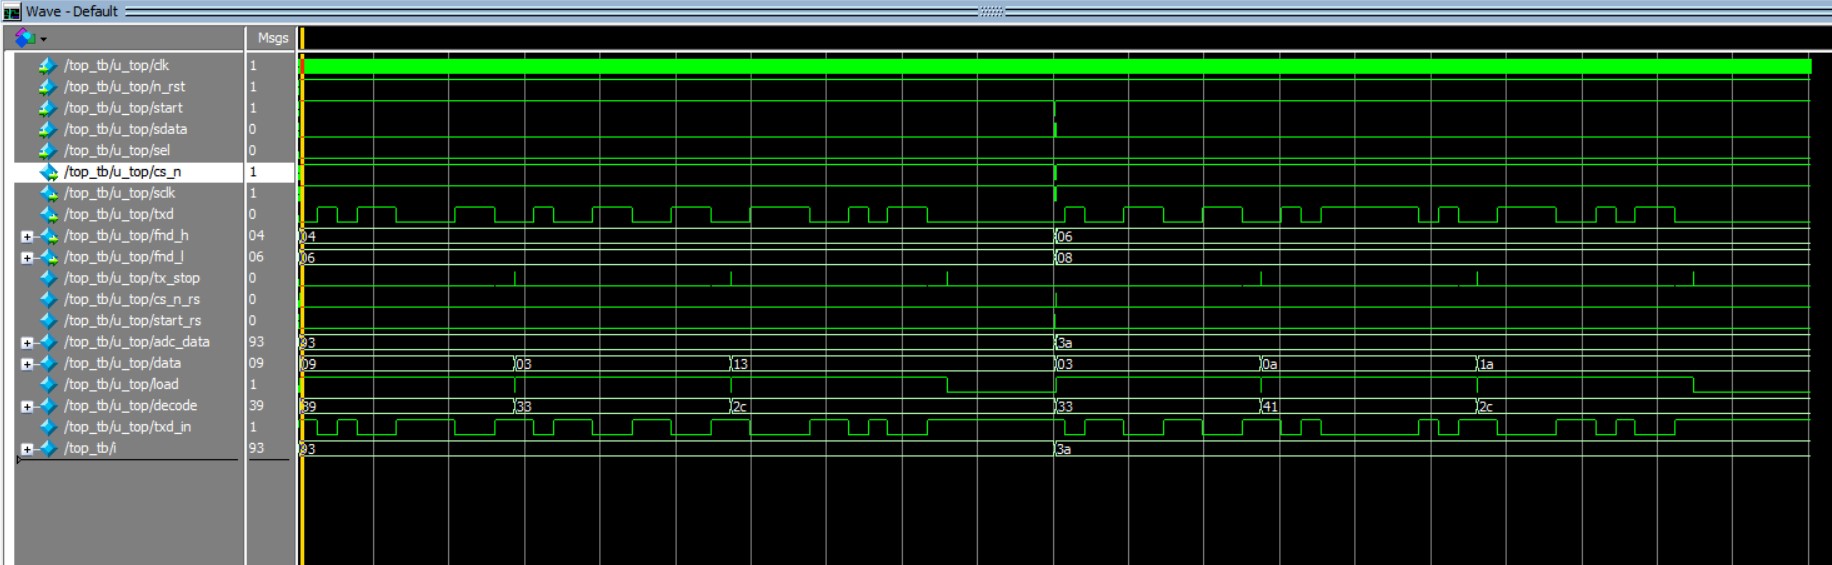 Wave - Default
Msgs
/top_tb/u_top/clk 1
/top_tb/u_top/n_rst 1
/top_tb/u_top/start 1
/top_tb/u_top/sdata 0
/top_tb/u_top/sel 0
/top_tb/u_top/cs_n 1
/top_tb/u_top/sclk 1
/top_tb/u_top/txd 0
/top_tb/u_top/fnd_h 04 04 06
/top_tb/u_top/fnd_l 06 06 08
/top_tb/u_top/tx_stop 0
/top_tb/u_top/cs_n_rs 0
/top_tb/u_top/start_rs 0
/top_tb/u_top/adc_data 93 93 3a
/top_tb/u_top/data 09 09 03 13 03 0a 1a
/top_tb/u_top/load 1
/top_tb/u_top/decode 39 39 33 2c 33 41 2c
/top_tb/u_top/txd_in 1
/top_tb/i 93 93 3a